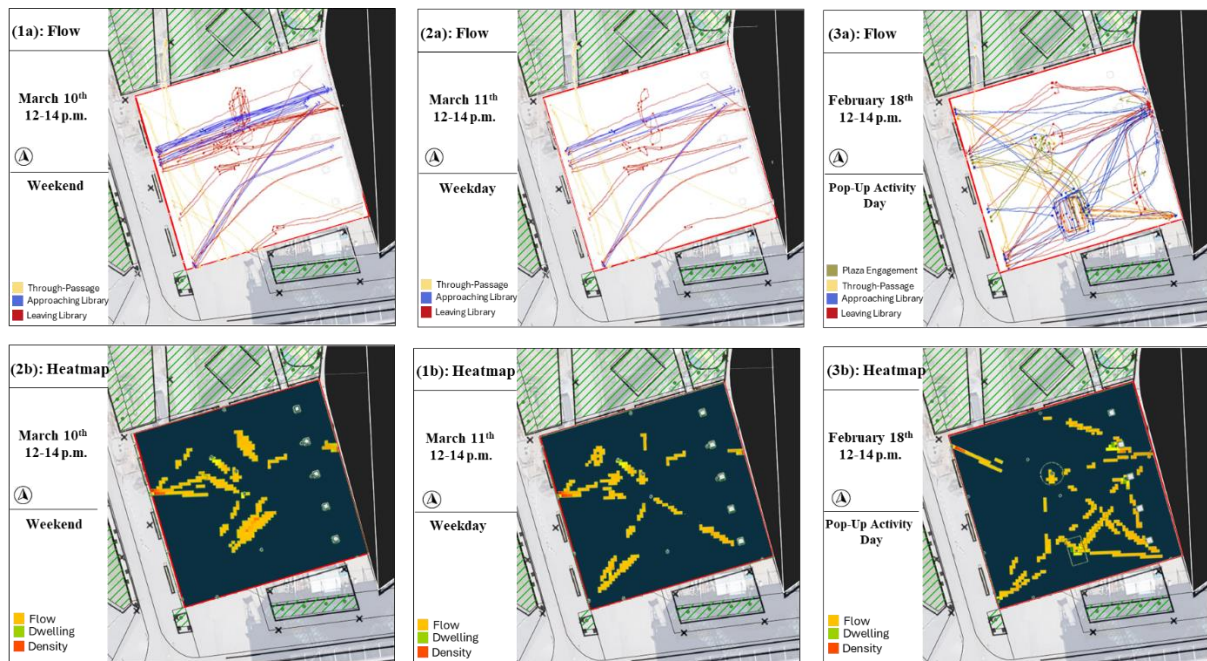 (1a): Flow
March 10th
12-14 p.m.
Weekend
Through-Passage
Approaching Library
Leaving Library
(2a): Flow
March 11th
12-14 p.m.
Weekday
Through-Passage
Approaching Library
Leaving Library
(3a): Flow
February 18th
12-14 p.m.
Pop-Up Activity
Day
Plaza Engagement
Through-Passage
Approaching Library
Leaving Library
(2b): Heatmap
March 10th
12-14 p.m.
Weekend
Flow
Dwelling
Density
(1b): Heatmap
March 11th
12-14 p.m.
Weekday
Flow
Dwelling
Density
(3b): Heatmap
February 18th
12-14 p.m.
Pop-Up Activity
Day
Flow
Dwelling
Density